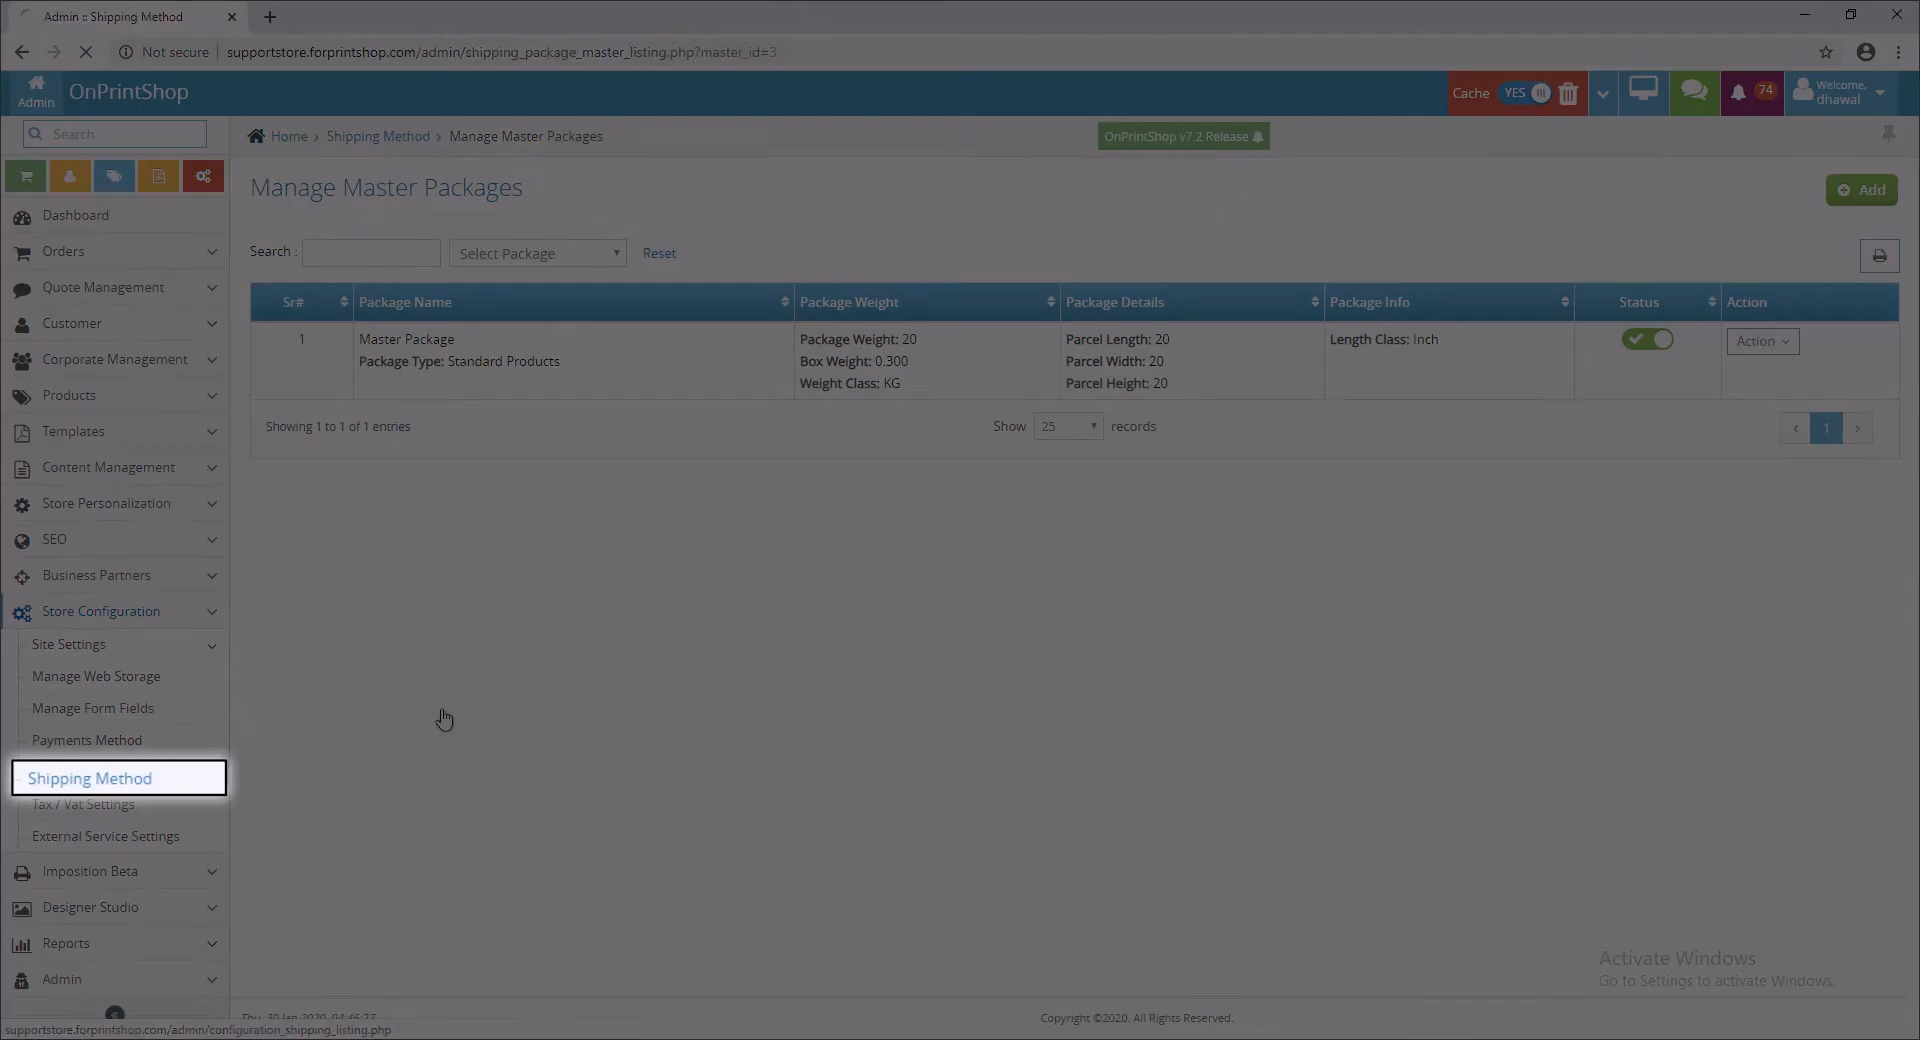 Admin :: Shipping Method
Not secure supportstore.forprintshop.com/admin/shipping_package_master_listing.php?master_id=3
Admin OnPrintShop
Cache YES 74 Welcome, dhawal
Search
Home › Shipping Method › Manage Master Packages
OnPrintShop v7.2 Release
Manage Master Packages
Add
Search : Select Package Reset
Sr# Package Name Package Weight Package Details Package Info Status Action
1 Master Package Package Weight: 20 Parcel Length: 20 Length Class: Inch Action
Package Type: Standard Products Box Weight: 0.300 Parcel Width: 20
Weight Class: KG Parcel Height: 20
Showing 1 to 1 of 1 entries Show 25 records ‹ 1 ›
Dashboard
Orders
Quote Management
Customer
Corporate Management
Products
Templates
Content Management
Store Personalization
SEO
Business Partners
Store Configuration
Site Settings
Manage Web Storage
Manage Form Fields
Payments Method
Shipping Method
Tax / Vat Settings
External Service Settings
Imposition Beta
Designer Studio
Reports
Admin
Activate Windows
Go to Settings to activate Windows.
Thu, 30 Jan 2020, 04:46:27
Copyright ©2020. All Rights Reserved.
supportstore.forprintshop.com/admin/configuration_shipping_listing.php